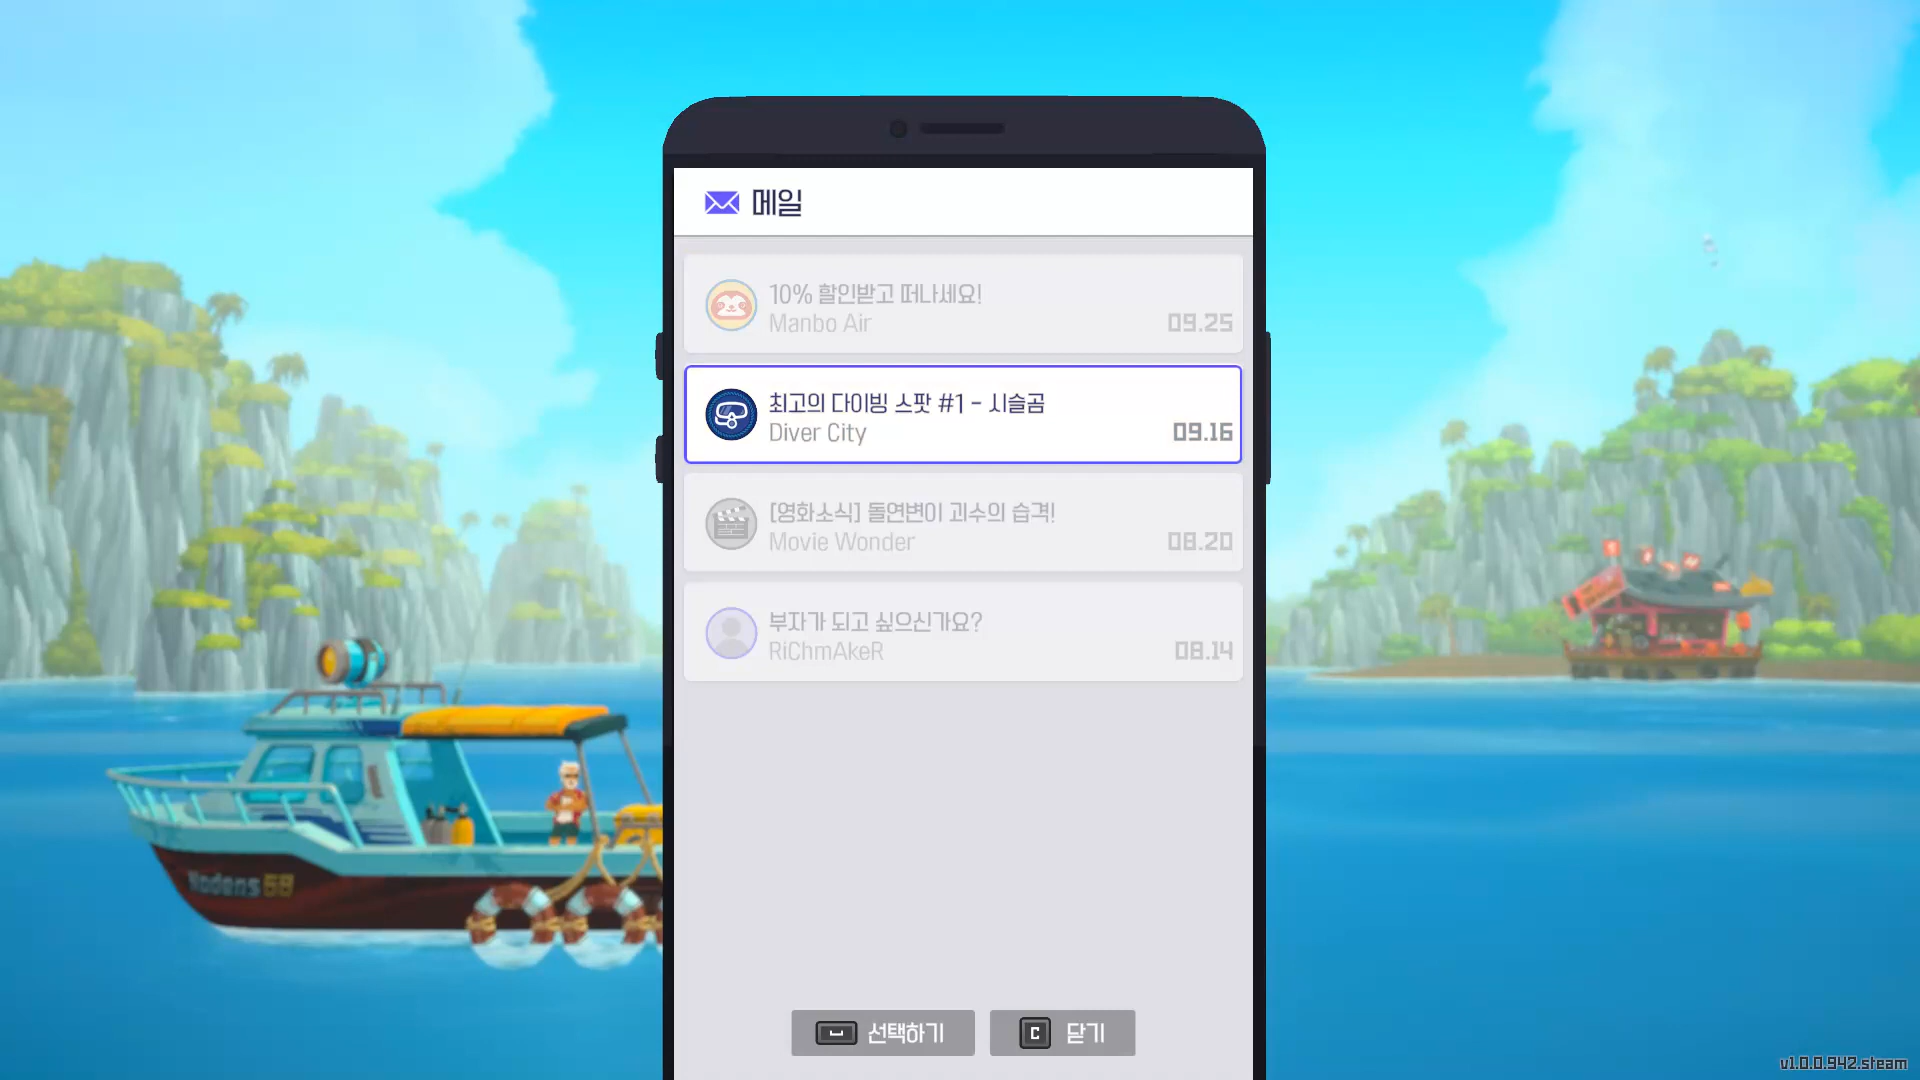 메일
10% 할인받고 떠나세요!
Manbo Air
09.25
최고의 다이빙 스팟 #1 - 시슬곰
Diver City
09.16
[영화소식] 돌연변이 괴수의 습격!
Movie Wonder
08.20
부자가 되고 싶으신가요?
RiChmAkeR
08.14
Nodens68
선택하기
C 닫기
v1.0.0.942.steam